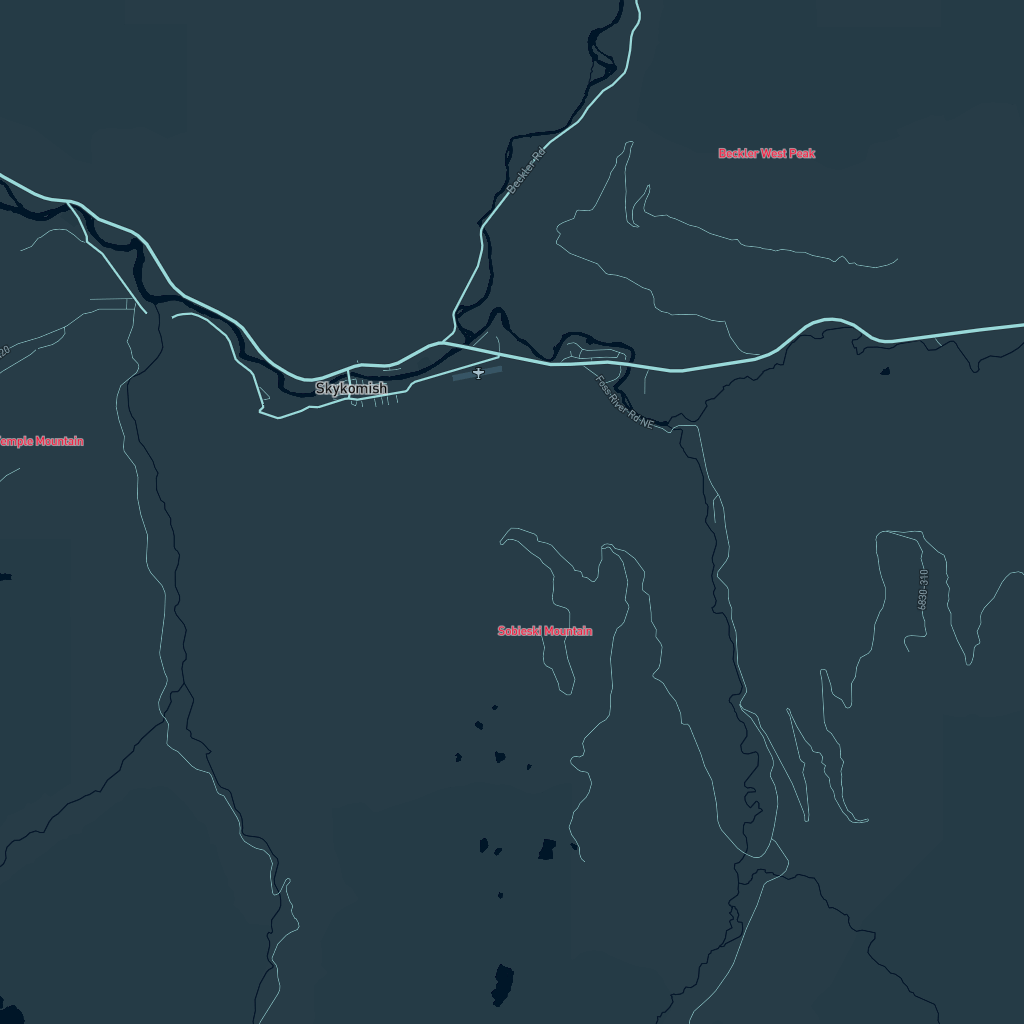 Beckler West Peak
Beckler Rd
Skykomish
Foss River Rd NE
Temple Mountain
6830-310
Sobieski Mountain